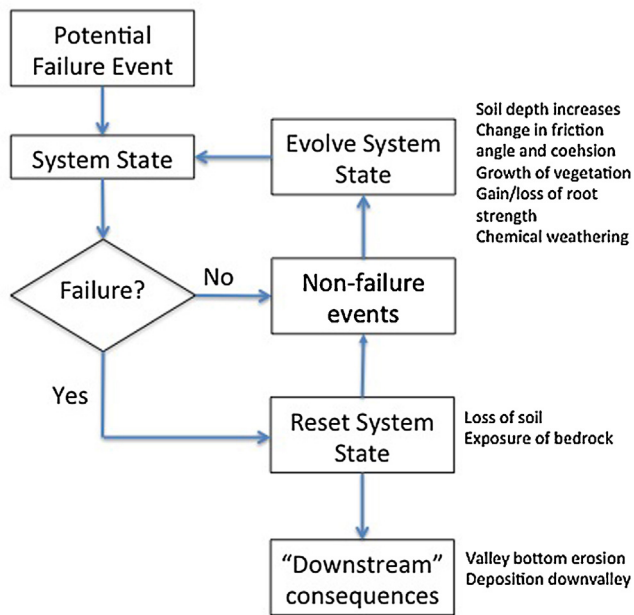 Potential
Failure Event
System State
Evolve System
State
Soil depth increases
Change in friction
angle and coehsion
Growth of vegetation
Gain/loss of root
strength
Chemical weathering
Failure?
No
Non-failure
events
Yes
Reset System
State
Loss of soil
Exposure of bedrock
“Downstream”
consequences
Valley bottom erosion
Deposition downvalley